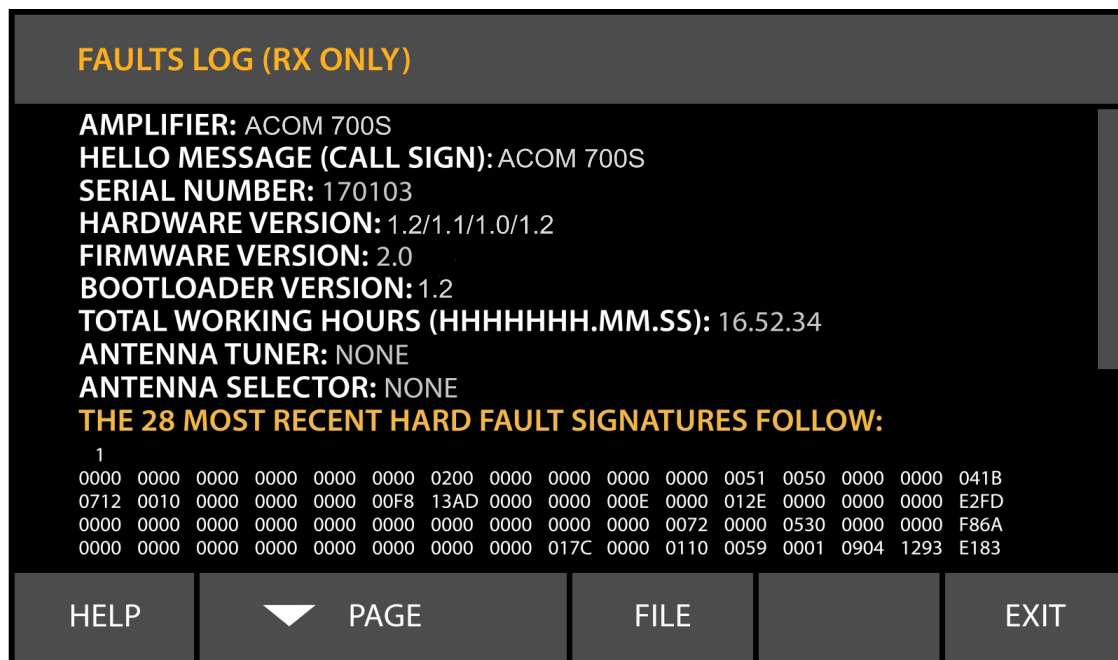 FAULTS LOG (RX ONLY)
AMPLIFIER: ACOM 700S
HELLO MESSAGE (CALL SIGN): ACOM 700S
SERIAL NUMBER: 170103
HARDWARE VERSION: 1.2/1.1/1.0/1.2
FIRMWARE VERSION: 2.0
BOOTLOADER VERSION: 1.2
TOTAL WORKING HOURS (HHHHHHH.MM.SS): 16.52.34
ANTENNA TUNER: NONE
ANTENNA SELECTOR: NONE
THE 28 MOST RECENT HARD FAULT SIGNATURES FOLLOW:
1
0000 0000 0000 0000 0000 0000 0200 0000 0000 0000 0000 0051 0050 0000 0000 041B
0712 0010 0000 0000 0000 00F8 13AD 0000 0000 000E 0000 012E 0000 0000 0000 E2FD
0000 0000 0000 0000 0000 0000 0000 0000 0000 0000 0072 0000 0530 0000 0000 F86A
0000 0000 0000 0000 0000 0000 0000 0000 017C 0000 0110 0059 0001 0904 1293 E183
HELP PAGE FILE EXIT